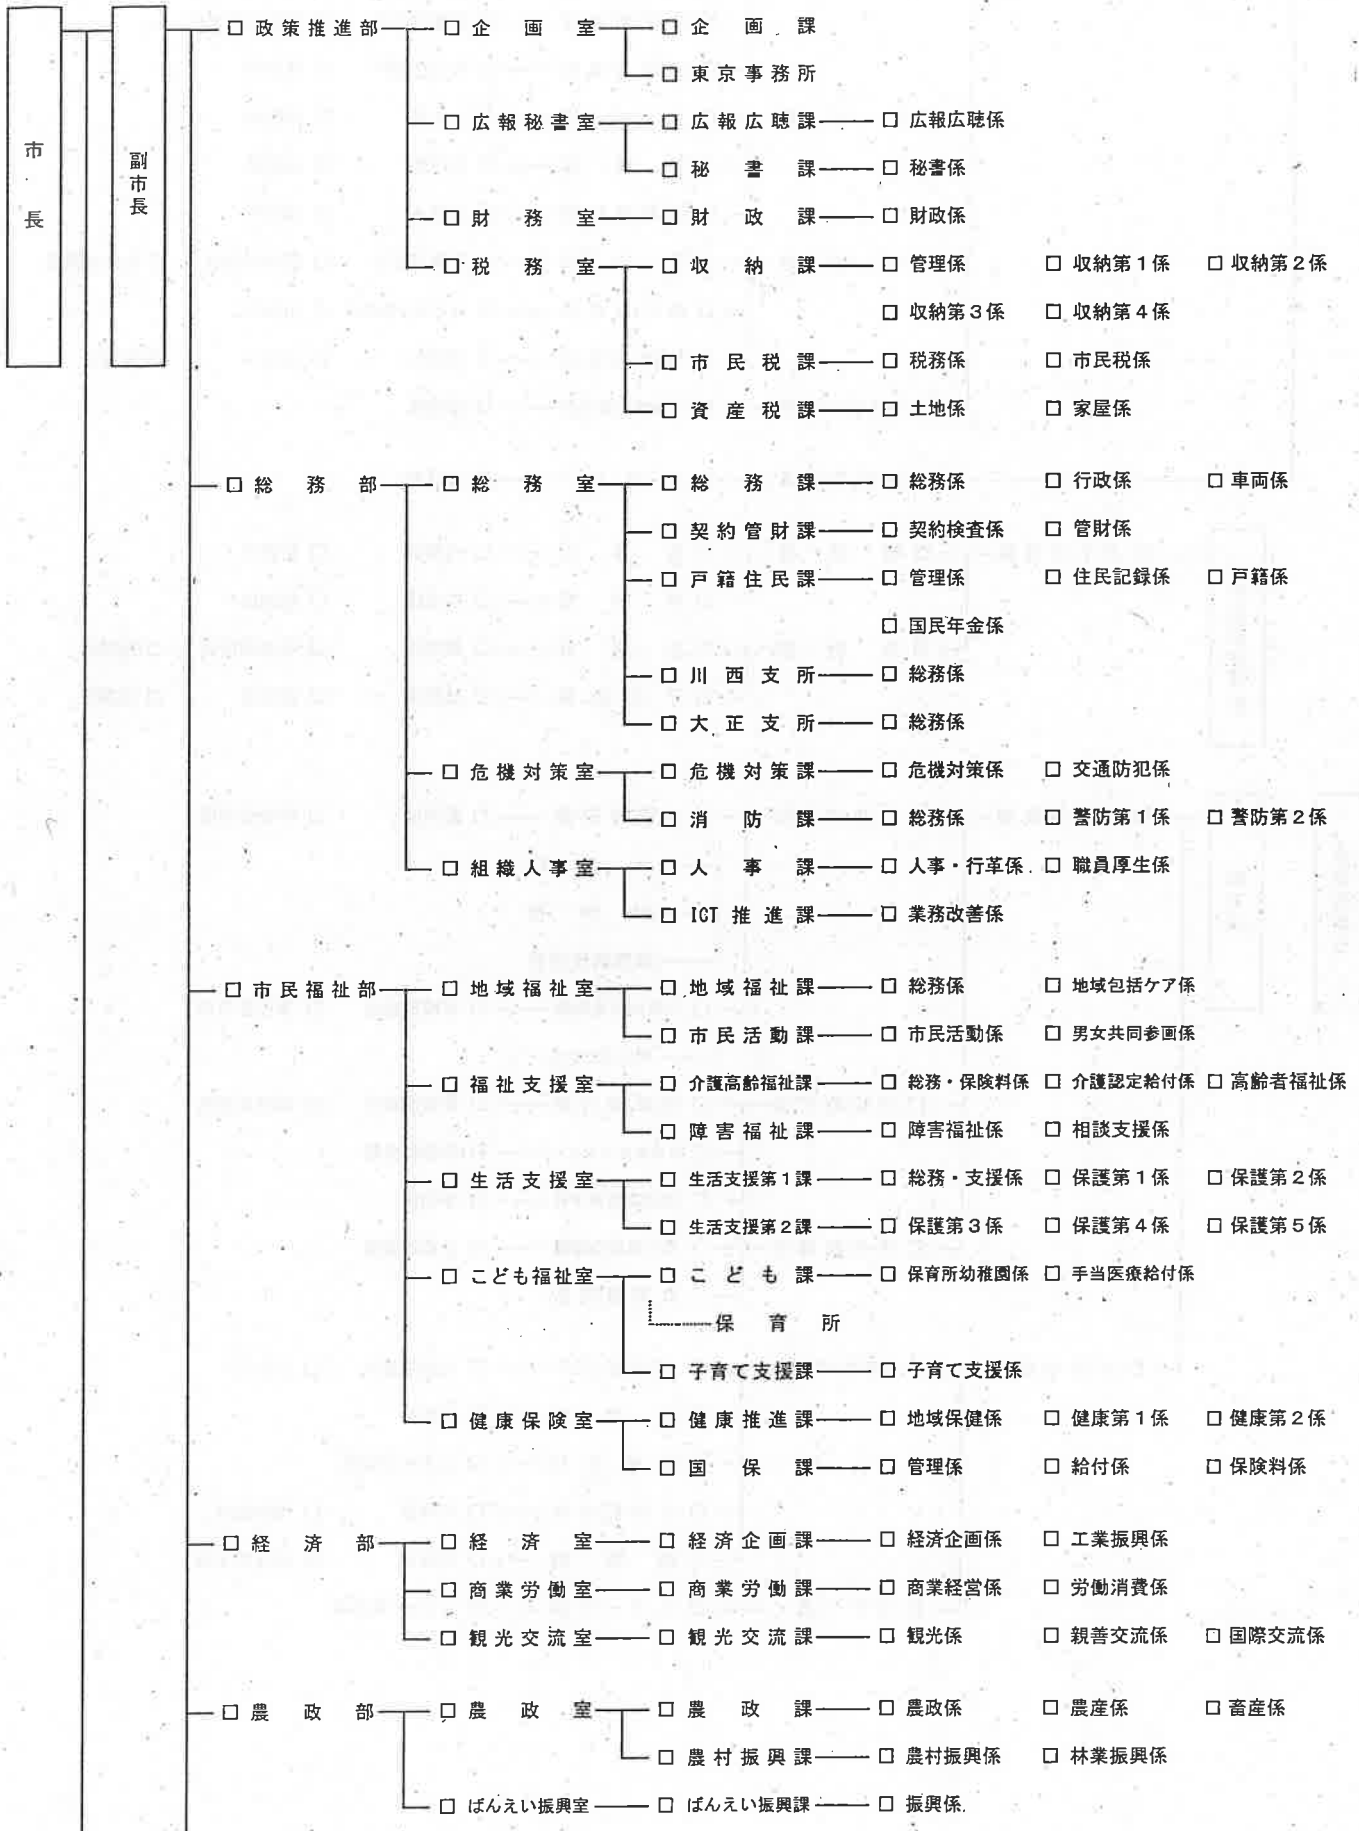 市長
副市長
□ 政策推進部 □ 企画室 □ 企画課
□ 東京事務所
□ 広報秘書室 □ 広報広聴課 □ 広報広聴係
□ 秘書課 □ 秘書係
□ 財務室 □ 財政課 □ 財政係
□ 税務室 □ 収納課 □ 管理係 □ 収納第1係 □ 収納第2係
□ 収納第3係 □ 収納第4係
□ 市民税課 □ 税務係 □ 市民税係
□ 資産税課 □ 土地係 □ 家屋係
□ 総務部 □ 総務室 □ 総務課 □ 総務係 □ 行政係 □ 車両係
□ 契約管財課 □ 契約検査係 □ 管財係
□ 戸籍住民課 □ 管理係 □ 住民記録係 □ 戸籍係
□ 国民年金係
□ 川西支所 □ 総務係
□ 大正支所 □ 総務係
□ 危機対策室 □ 危機対策課 □ 危機対策係 □ 交通防犯係
□ 消防課 □ 総務係 □ 警防第1係 □ 警防第2係
□ 組織人事室 □ 人事課 □ 人事・行革係 □ 職員厚生係
□ ICT推進課 □ 業務改善係
□ 市民福祉部 □ 地域福祉室 □ 地域福祉課 □ 総務係 □ 地域包括ケア係
□ 市民活動課 □ 市民活動係 □ 男女共同参画係
□ 福祉支援室 □ 介護高齢福祉課 □ 総務・保険料係 □ 介護認定給付係 □ 高齢者福祉係
□ 障害福祉課 □ 障害福祉係 □ 相談支援係
□ 生活支援室 □ 生活支援第1課 □ 総務・支援係 □ 保護第1係 □ 保護第2係
□ 生活支援第2課 □ 保護第3係 □ 保護第4係 □ 保護第5係
□ こども福祉室 □ こども課 □ 保育所幼稚園係 □ 手当医療給付係
保育所
□ 子育て支援課 □ 子育て支援係
□ 健康保険室 □ 健康推進課 □ 地域保健係 □ 健康第1係 □ 健康第2係
□ 国保課 □ 管理係 □ 給付係 □ 保険料係
□ 経済部 □ 経済室 □ 経済企画課 □ 経済企画係 □ 工業振興係
□ 商業労働室 □ 商業労働課 □ 商業経営係 □ 労働消費係
□ 観光交流室 □ 観光交流課 □ 観光係 □ 親善交流係 □ 国際交流係
□ 農政部 □ 農政室 □ 農政課 □ 農政係 □ 農産係 □ 畜産係
□ 農村振興課 □ 農村振興係 □ 林業振興係
□ ばんえい振興室 □ ばんえい振興課 □ 振興係